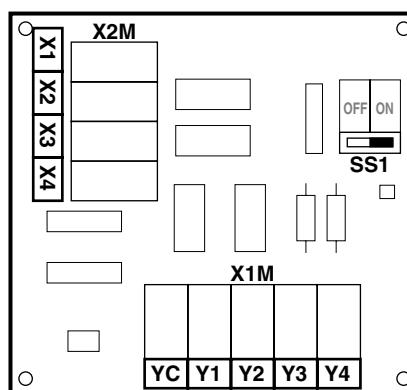 X2M
X1
X2
X3
X4
OFF ON
SS1
X1M
YC Y1 Y2 Y3 Y4